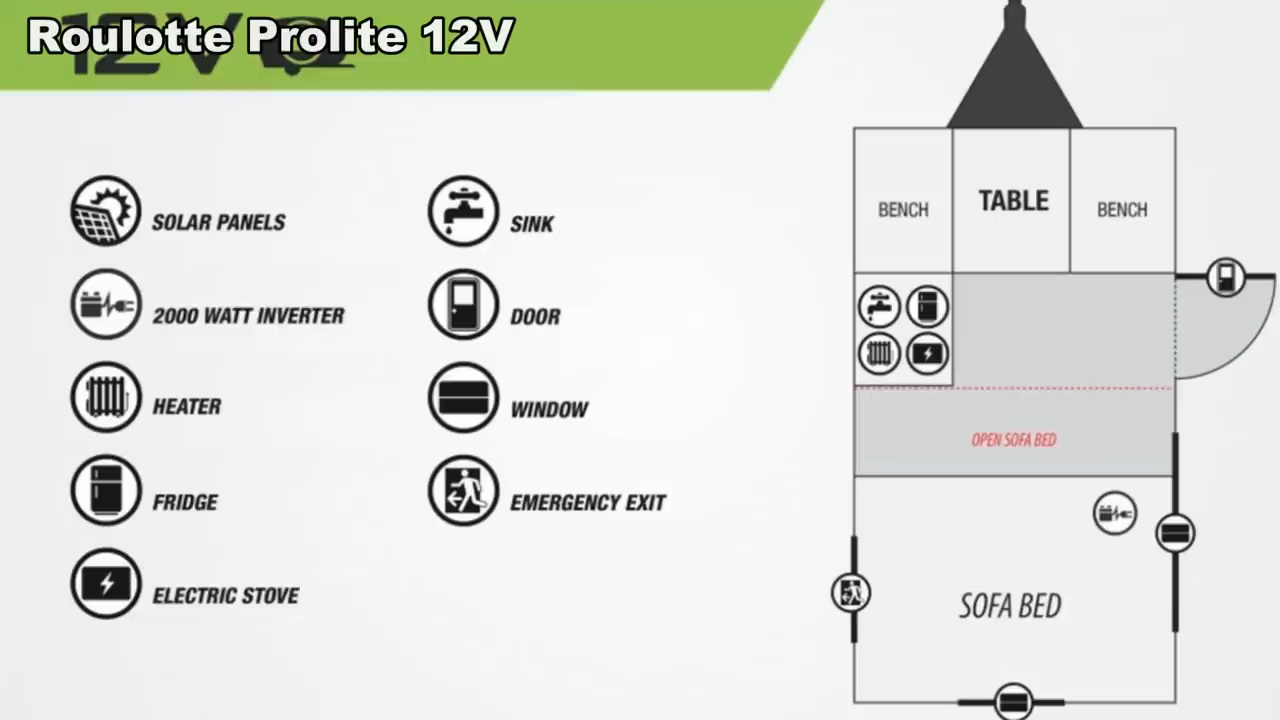 Roulotte Prolite 12V
12V
SOLAR PANELS
2000 WATT INVERTER
HEATER
FRIDGE
ELECTRIC STOVE
SINK
DOOR
WINDOW
EMERGENCY EXIT
BENCH
TABLE
BENCH
OPEN SOFA BED
SOFA BED